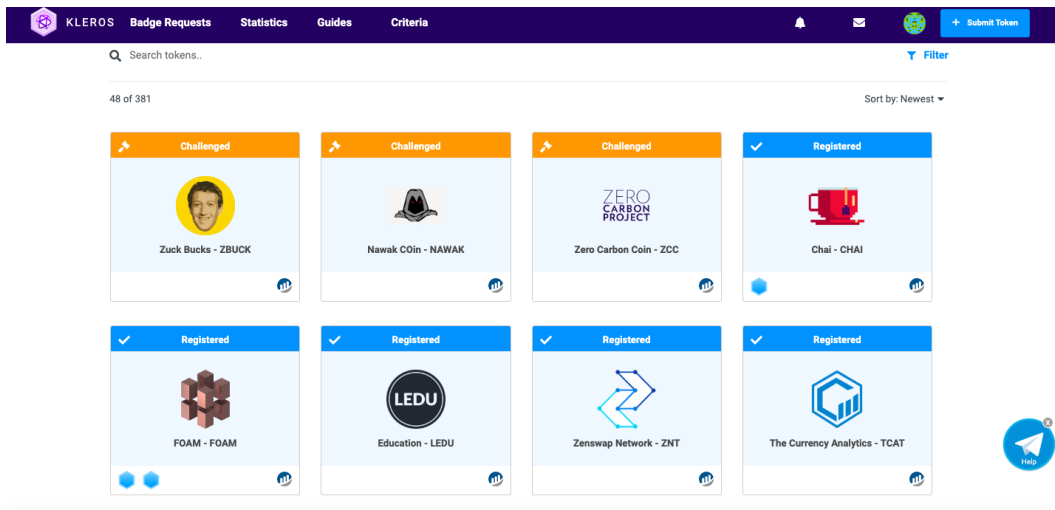 KLEROS Badge Requests Statistics Guides Criteria + Submit Token
Search tokens.. Filter
48 of 381 Sort by: Newest
Challenged Challenged Challenged Registered
ZERO
CARBON
PROJECT
Zuck Bucks - ZBUCK Nawak COin - NAWAK Zero Carbon Coin - ZCC Chai - CHAI
Registered Registered Registered Registered
LEDU
FOAM - FOAM Education - LEDU Zenswap Network - ZNT The Currency Analytics - TCAT
X
Help